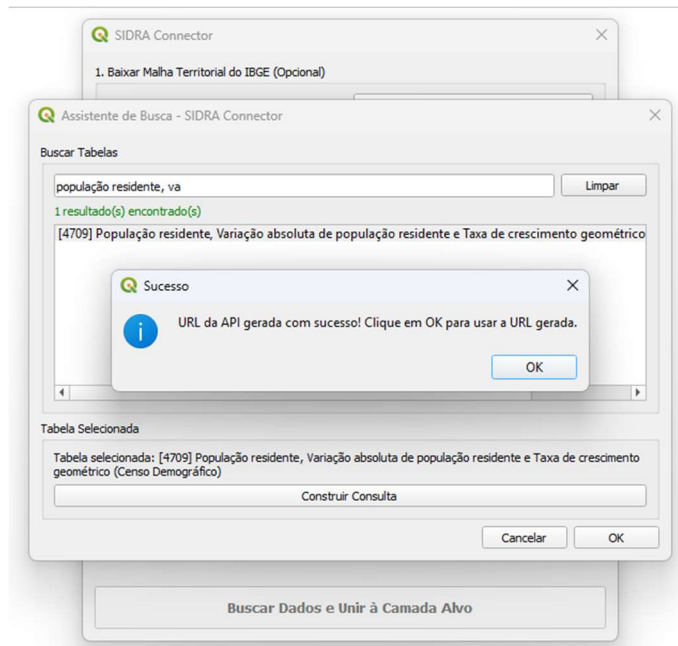 SIDRA Connector
1. Baixar Malha Territorial do IBGE (Opcional)
Assistente de Busca - SIDRA Connector
Buscar Tabelas
população residente, va
Limpar
1 resultado(s) encontrado(s)
[4709] População residente, Variação absoluta de população residente e Taxa de crescimento geométrico
Sucesso
URL da API gerada com sucesso! Clique em OK para usar a URL gerada.
OK
Tabela Selecionada
Tabela selecionada: [4709] População residente, Variação absoluta de população residente e Taxa de crescimento
geométrico (Censo Demográfico)
Construir Consulta
Cancelar
OK
Buscar Dados e Unir à Camada Alvo